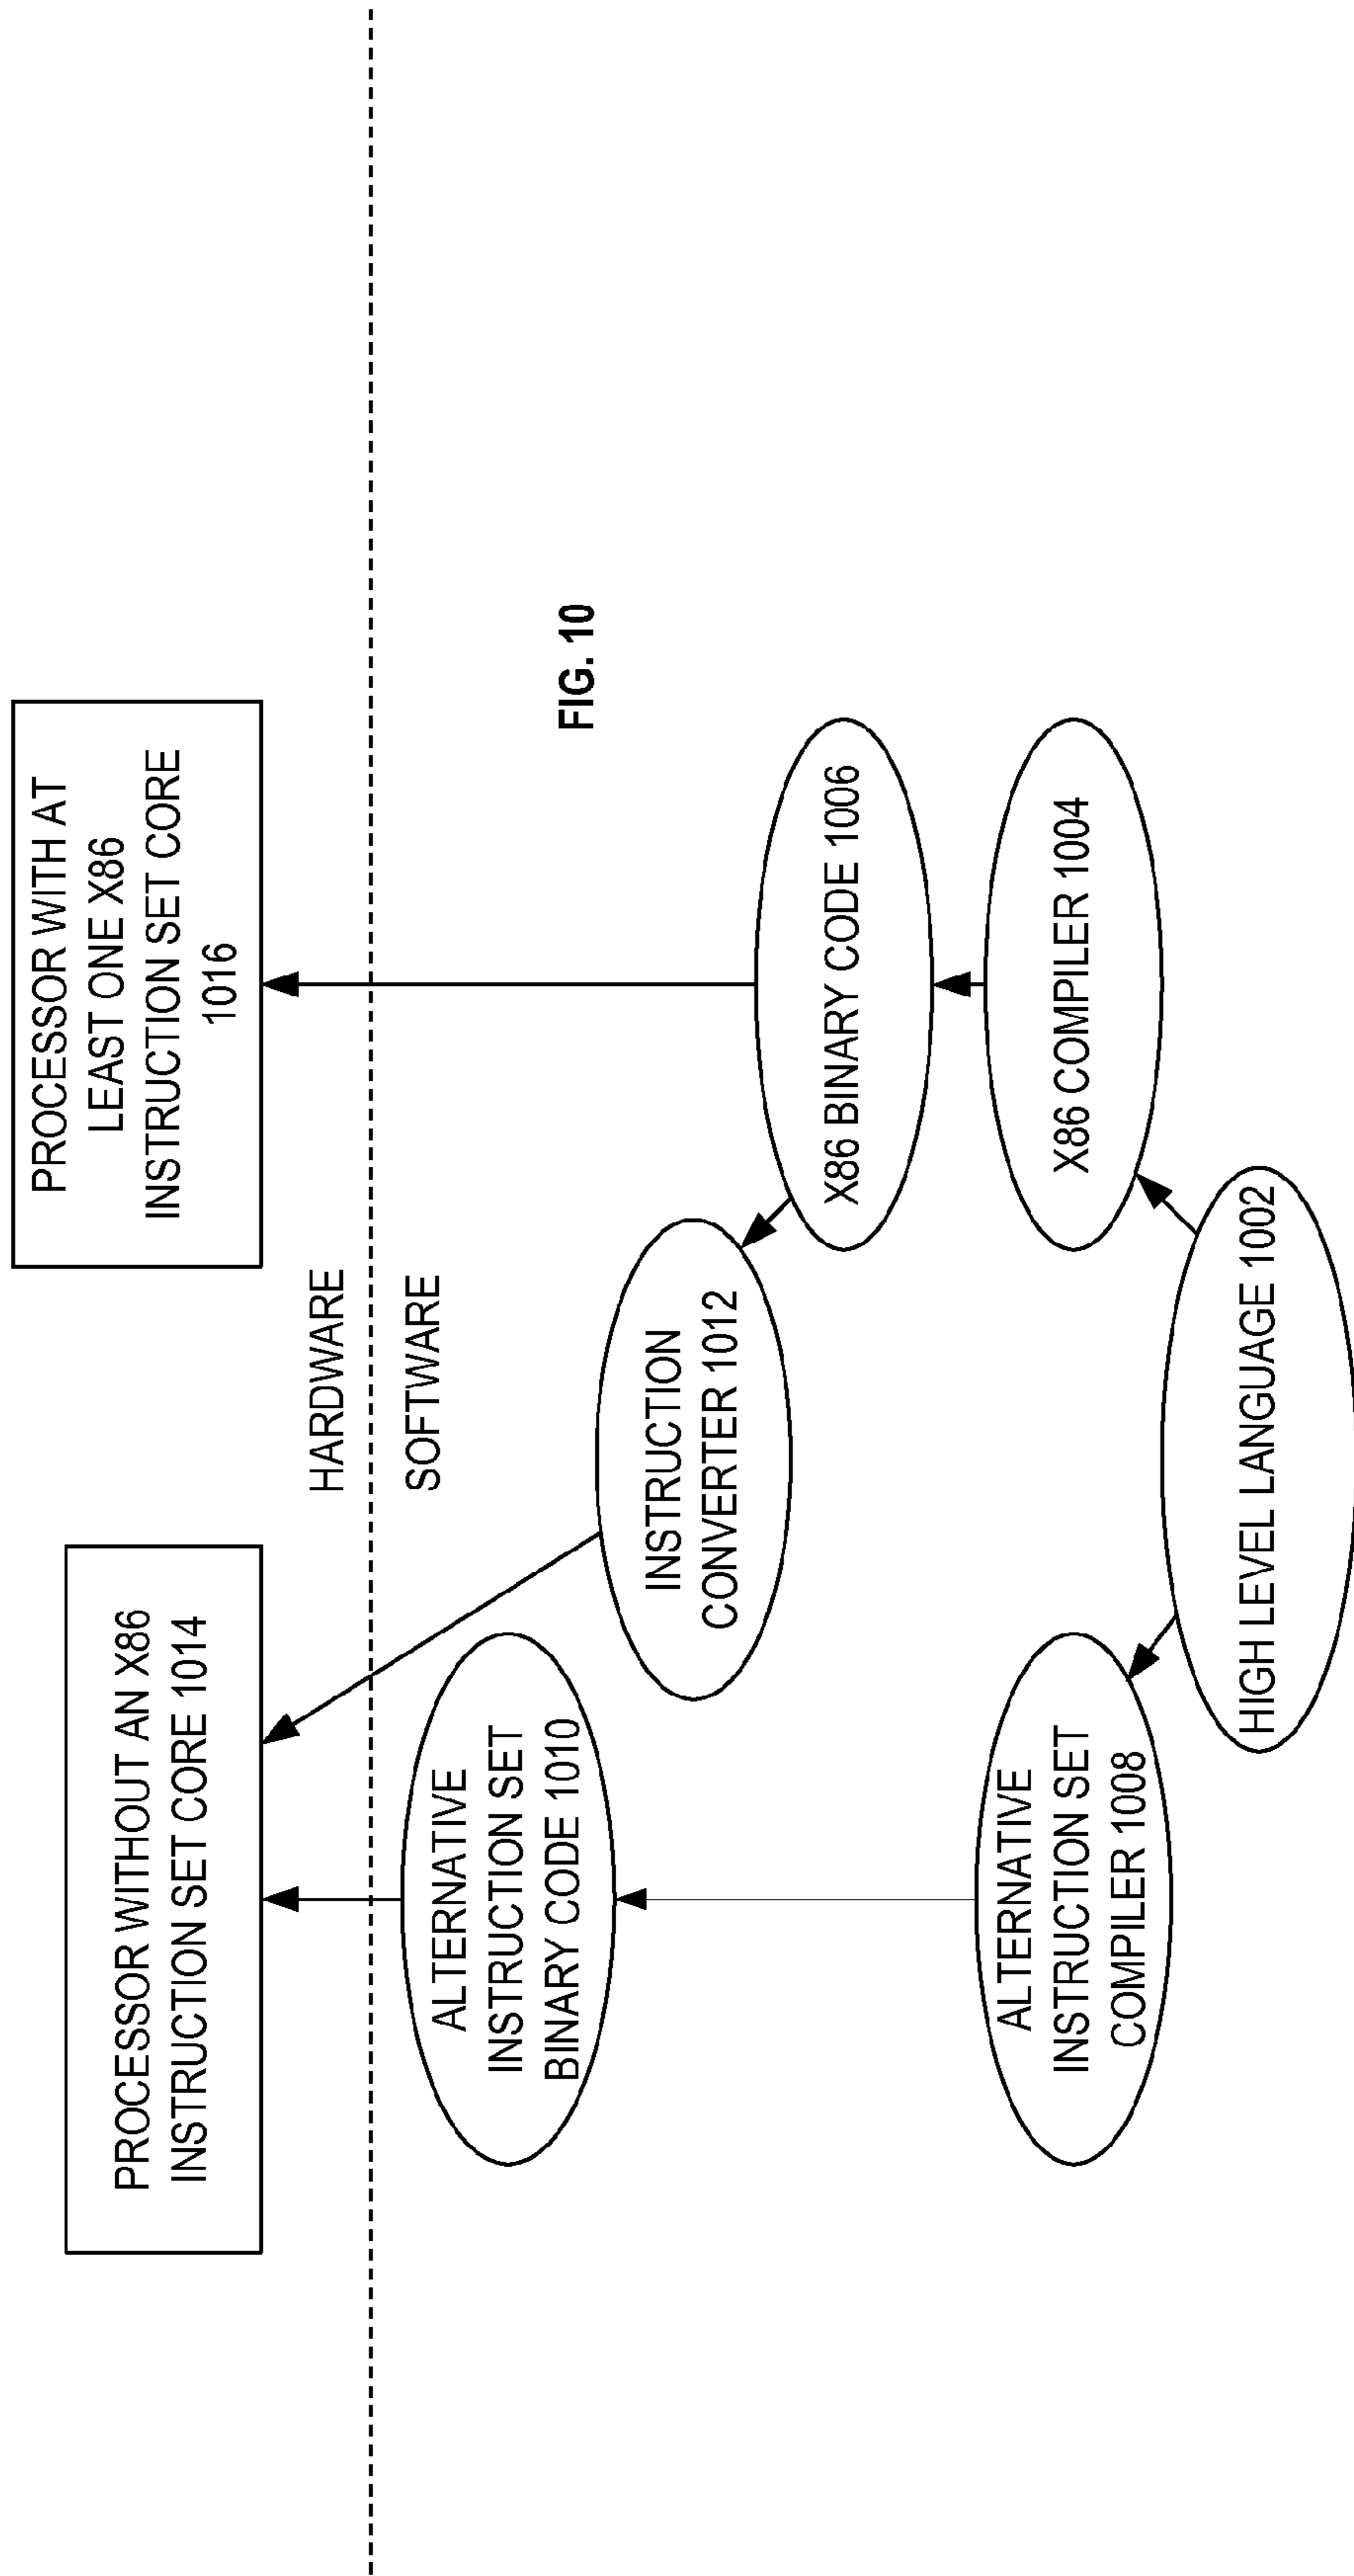 PROCESSOR WITHOUT AN X86
INSTRUCTION SET CORE 1014
PROCESSOR WITH AT
LEAST ONE X86
INSTRUCTION SET CORE
1016
HARDWARE
SOFTWARE
ALTERNATIVE
INSTRUCTION SET
BINARY CODE 1010
INSTRUCTION
CONVERTER 1012
FIG. 10
X86 BINARY CODE 1006
ALTERNATIVE
INSTRUCTION SET
COMPILER 1008
X86 COMPILER 1004
HIGH LEVEL LANGUAGE 1002